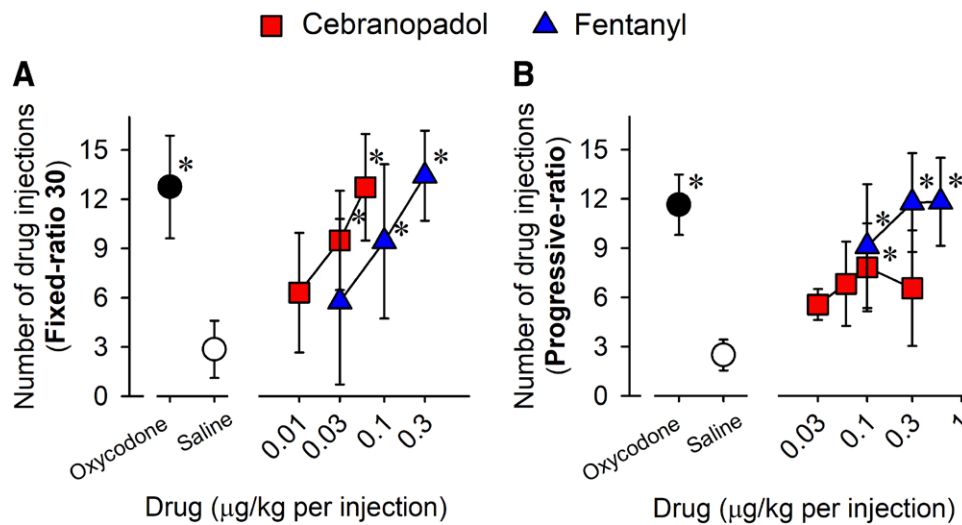 Cebranopadol Fentanyl
A
Number of drug injections
(Fixed-ratio 30)
15
12
9
6
3
0
* * * * *
Oxycodone
Saline
0.01
0.03
0.1
0.3
Drug (μg/kg per injection)
B
Number of drug injections
(Progressive-ratio)
15
12
9
6
3
0
* * * * *
Oxycodone
Saline
0.03
0.1
0.3
1
Drug (μg/kg per injection)